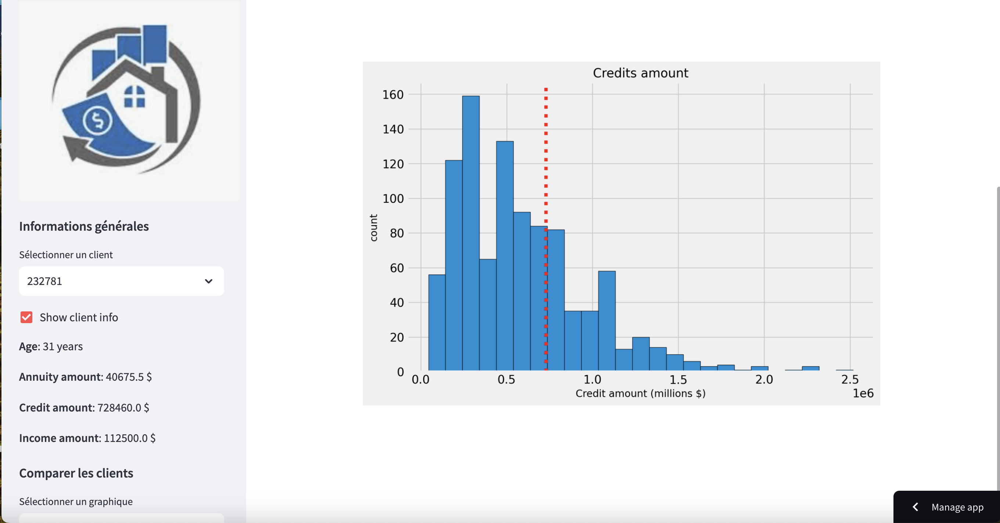 $
Informations générales
Sélectionner un client
232781
Show client info
Age: 31 years
Annuity amount: 40675.5 $
Credit amount: 728460.0 $
Income amount: 112500.0 $
Comparer les clients
Sélectionner un graphique
Credits amount
160
140
120
100
80
60
40
20
0
count
0.0 0.5 1.0 1.5 2.0 2.5
1e6
Credit amount (millions $)
Manage app